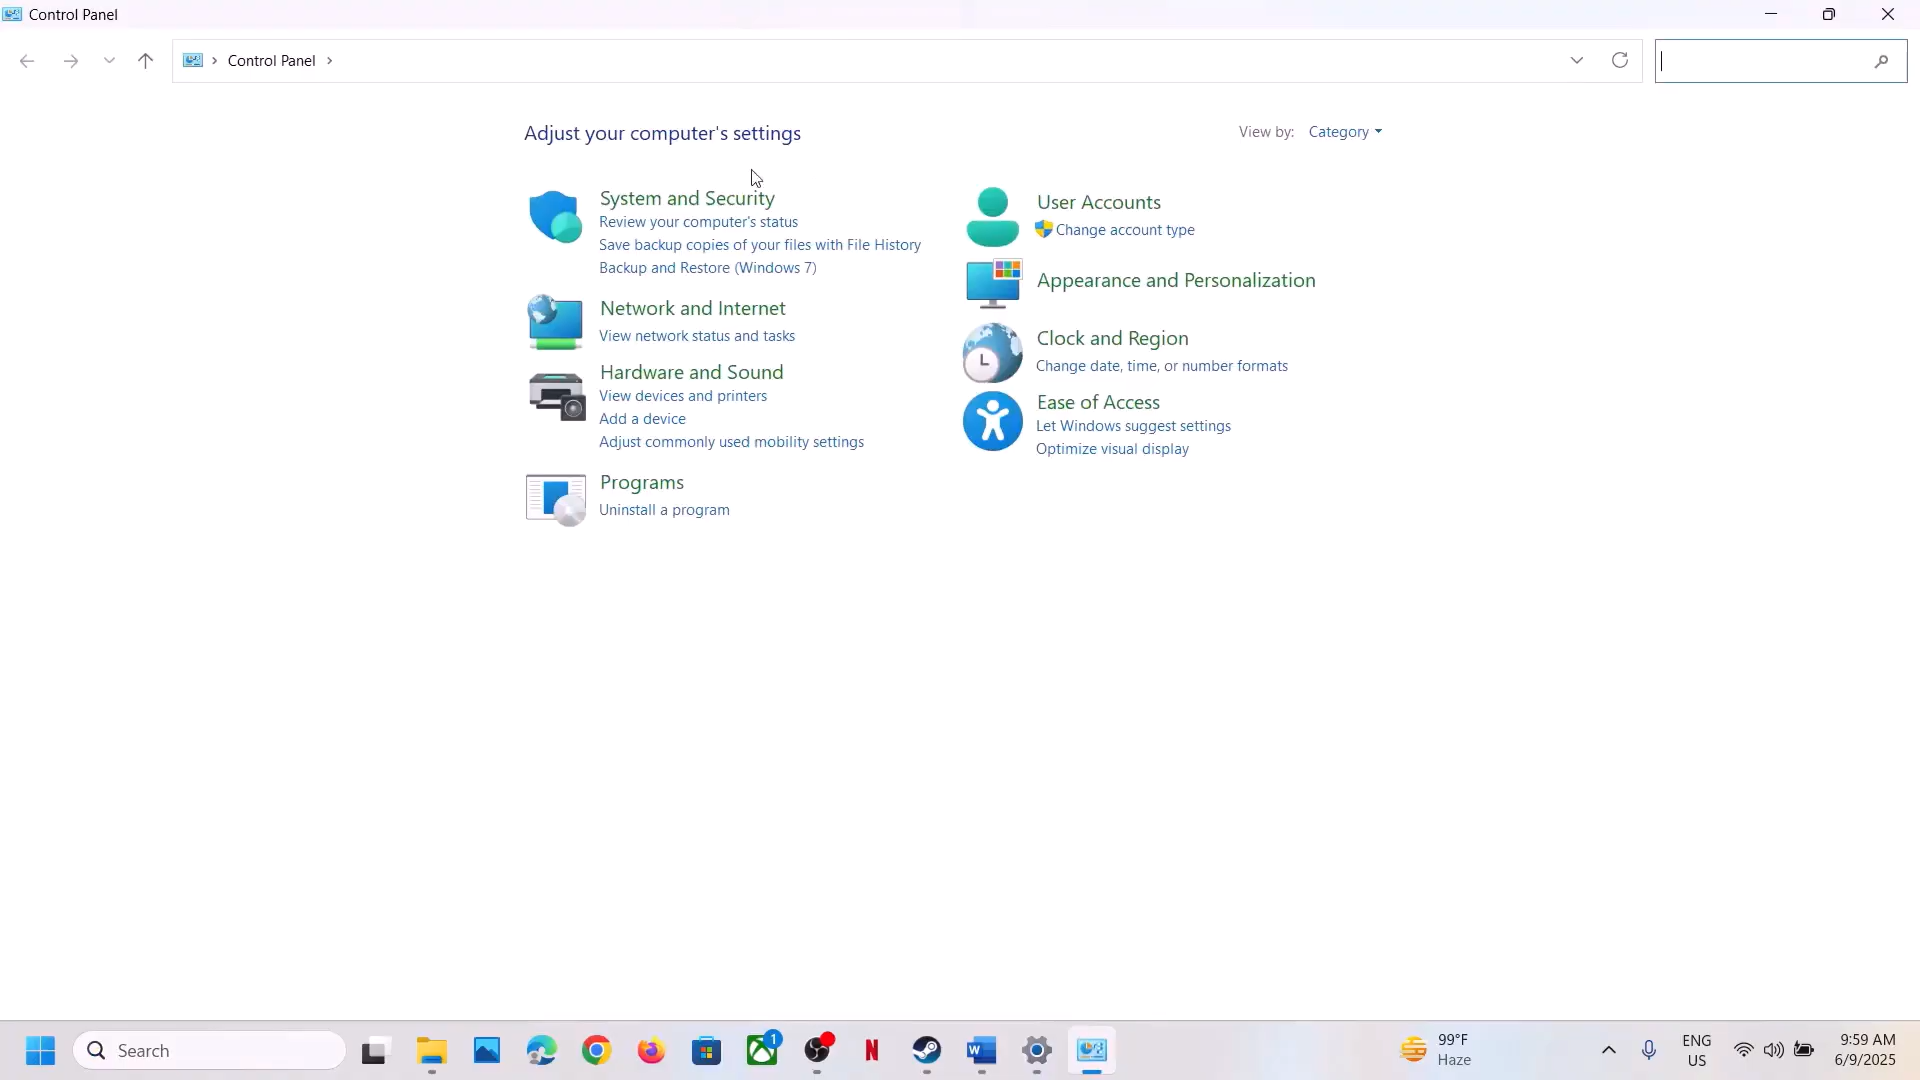 Control Panel
Control Panel
Adjust your computer's settings
View by: Category
System and Security
Review your computer's status
Save backup copies of your files with File History
Backup and Restore (Windows 7)
Network and Internet
View network status and tasks
Hardware and Sound
View devices and printers
Add a device
Adjust commonly used mobility settings
Programs
Uninstall a program
User Accounts
Change account type
Appearance and Personalization
Clock and Region
Change date, time, or number formats
Ease of Access
Let Windows suggest settings
Optimize visual display
Search
1
N
W
99°F
Haze
ENG
US
9:59 AM
6/9/2025